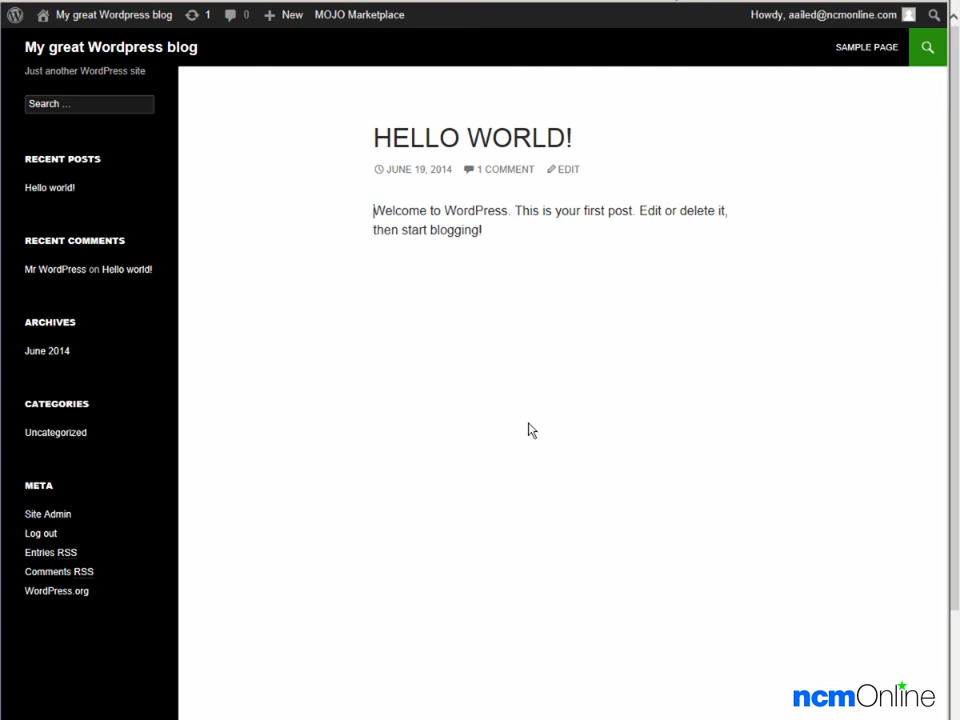 My great Wordpress blog 1 0 New MOJO Marketplace Howdy, aailed@ncmonline.com
My great Wordpress blog SAMPLE PAGE
Just another WordPress site
Search ...
RECENT POSTS
Hello world!
RECENT COMMENTS
Mr WordPress on Hello world!
ARCHIVES
June 2014
CATEGORIES
Uncategorized
META
Site Admin
Log out
Entries RSS
Comments RSS
WordPress.org
HELLO WORLD!
JUNE 19, 2014 1 COMMENT EDIT
Welcome to WordPress. This is your first post. Edit or delete it,
then start blogging!
ncmOnline